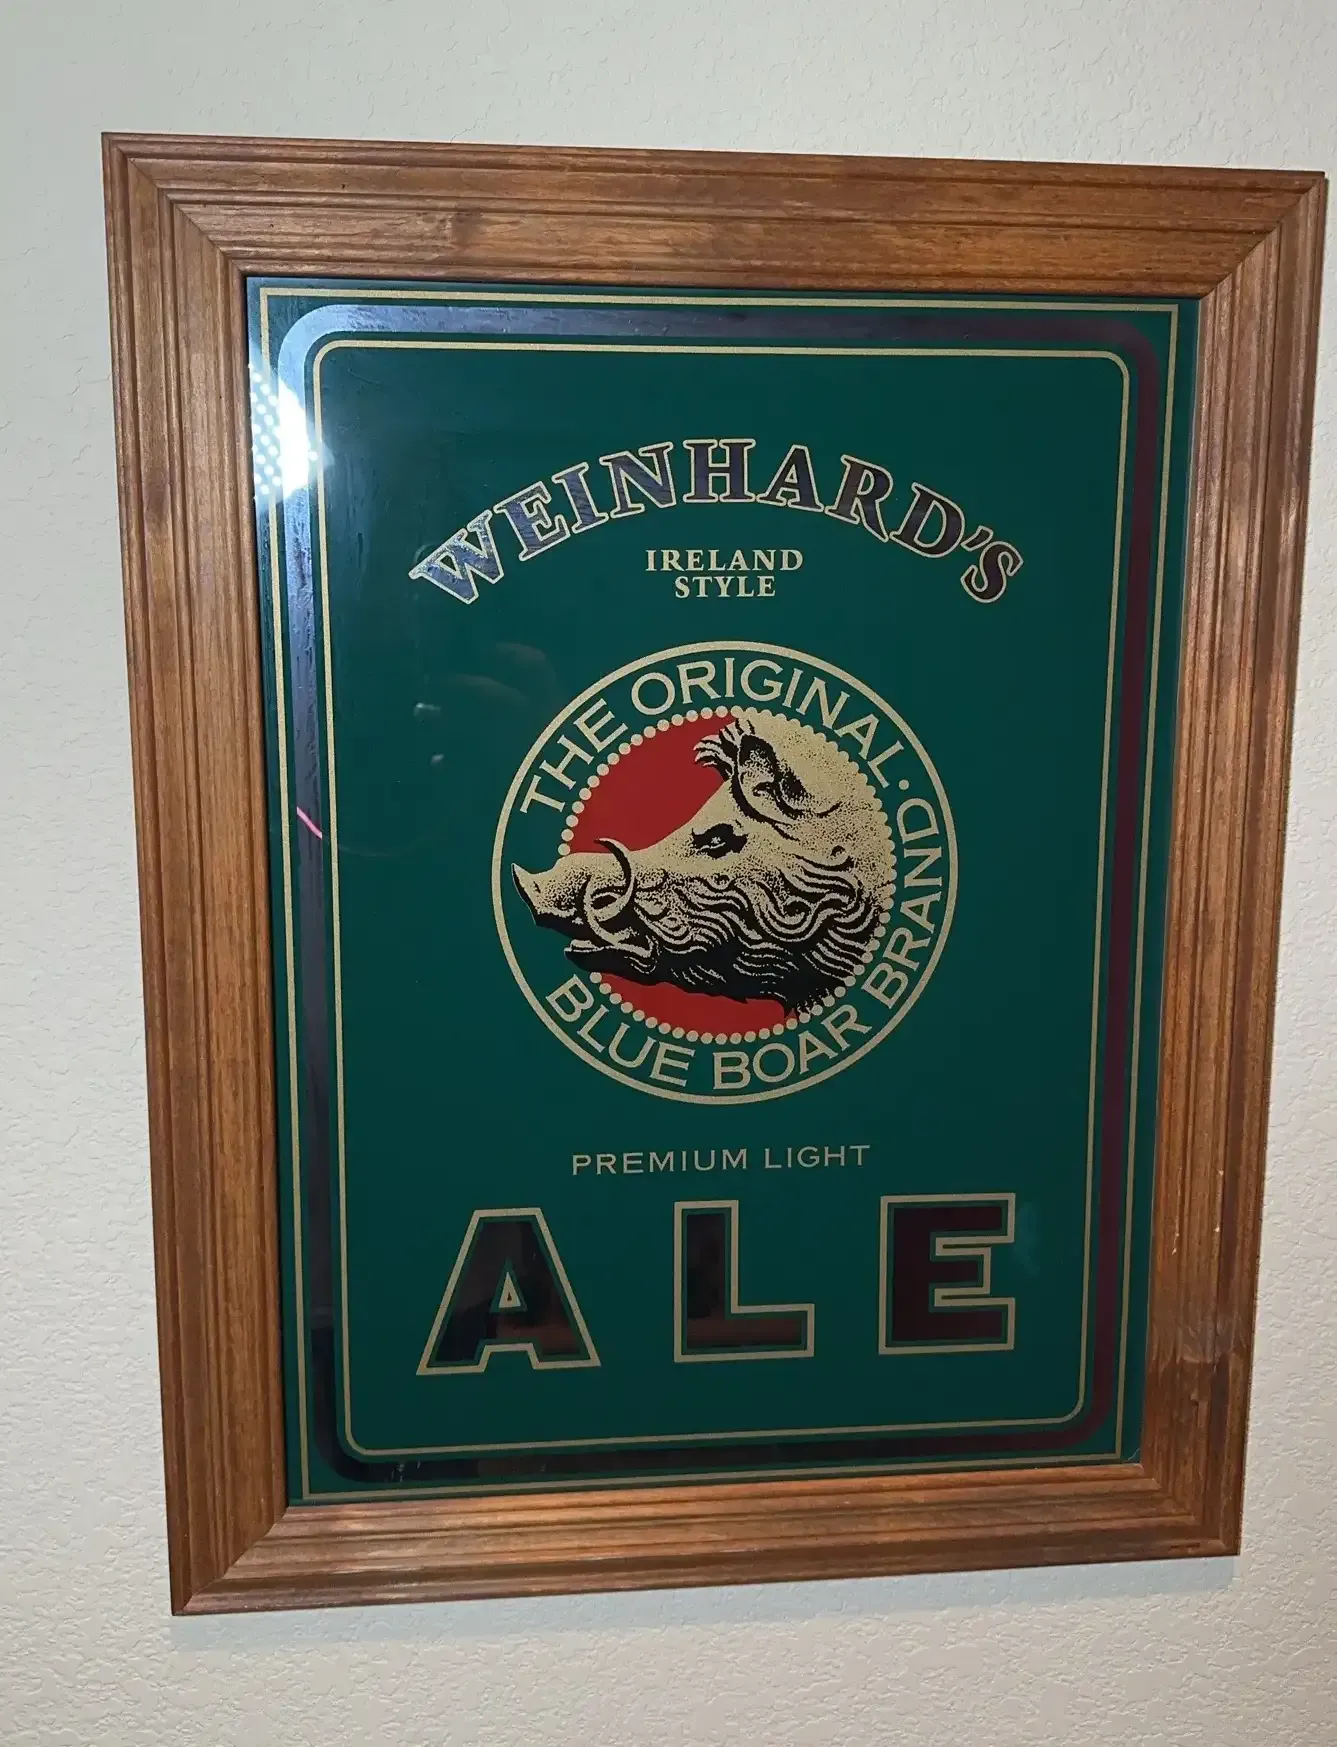 WEINHARD'S
IRELAND
STYLE
THE ORIGINAL · BLUE BOAR BRAND
PREMIUM LIGHT
ALE